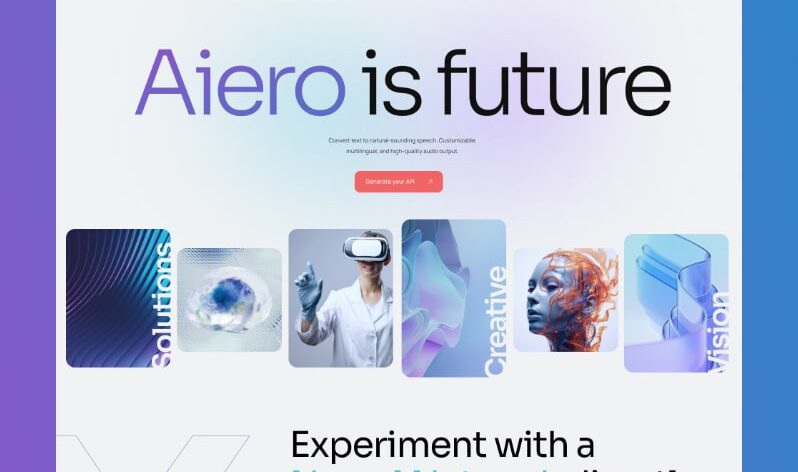 Aiero is future
Convert text to natural-sounding speech. Customizable,
multilingual, and high-quality audio output.
Generate your API
Solutions
Creative
Vision
Experiment with a